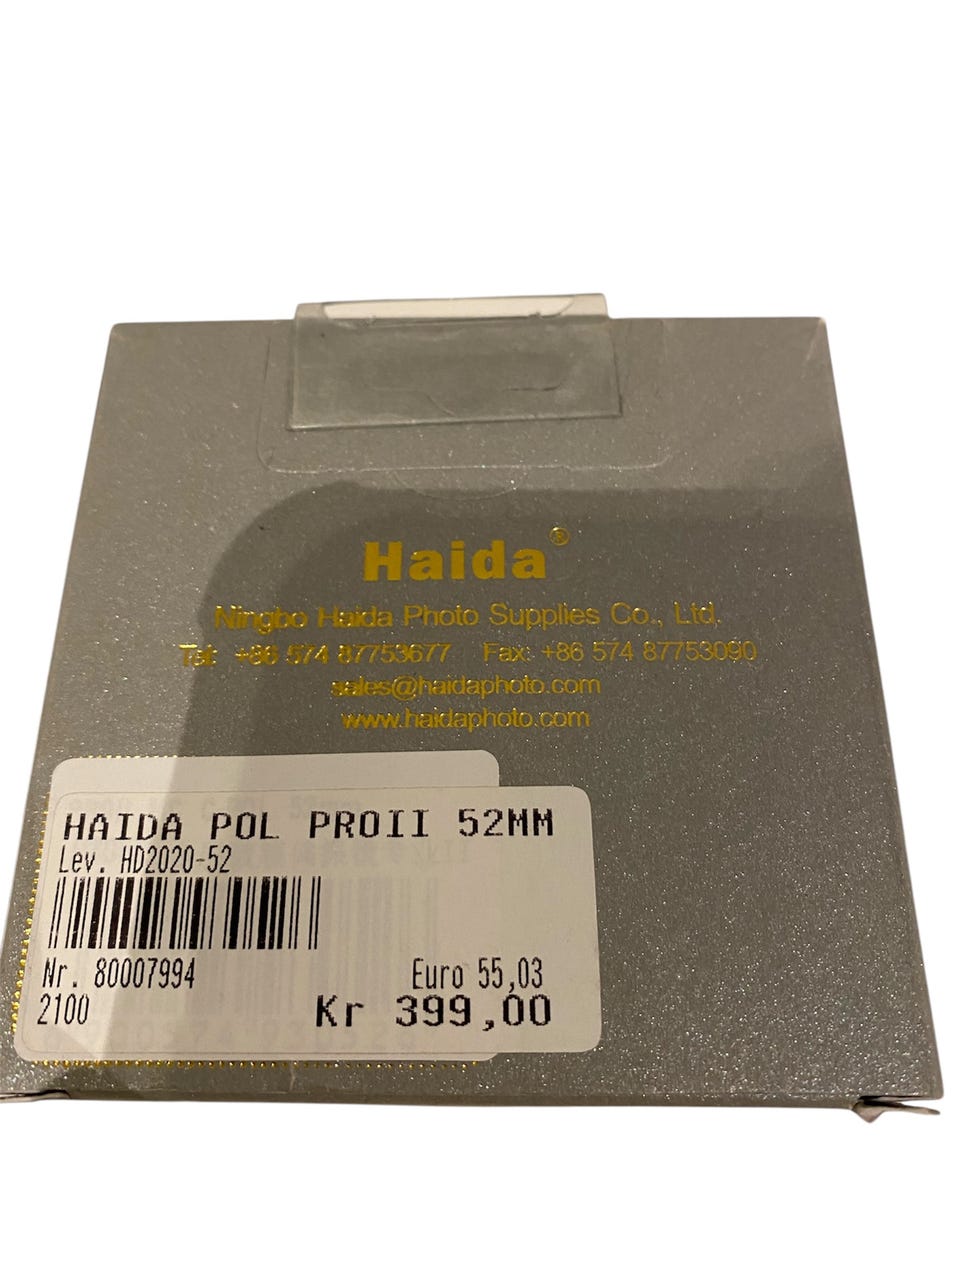 Haida®
Ningbo Haida Photo Supplies Co., Ltd.
Tel: +86 574 87753677 Fax: +86 574 87753090
sales@haidaphoto.com
www.haidaphoto.com
HAIDA POL PROII 52MM
Lev. HD2020-52
Nr. 80007994 Euro 55,03
2100 Kr 399,00